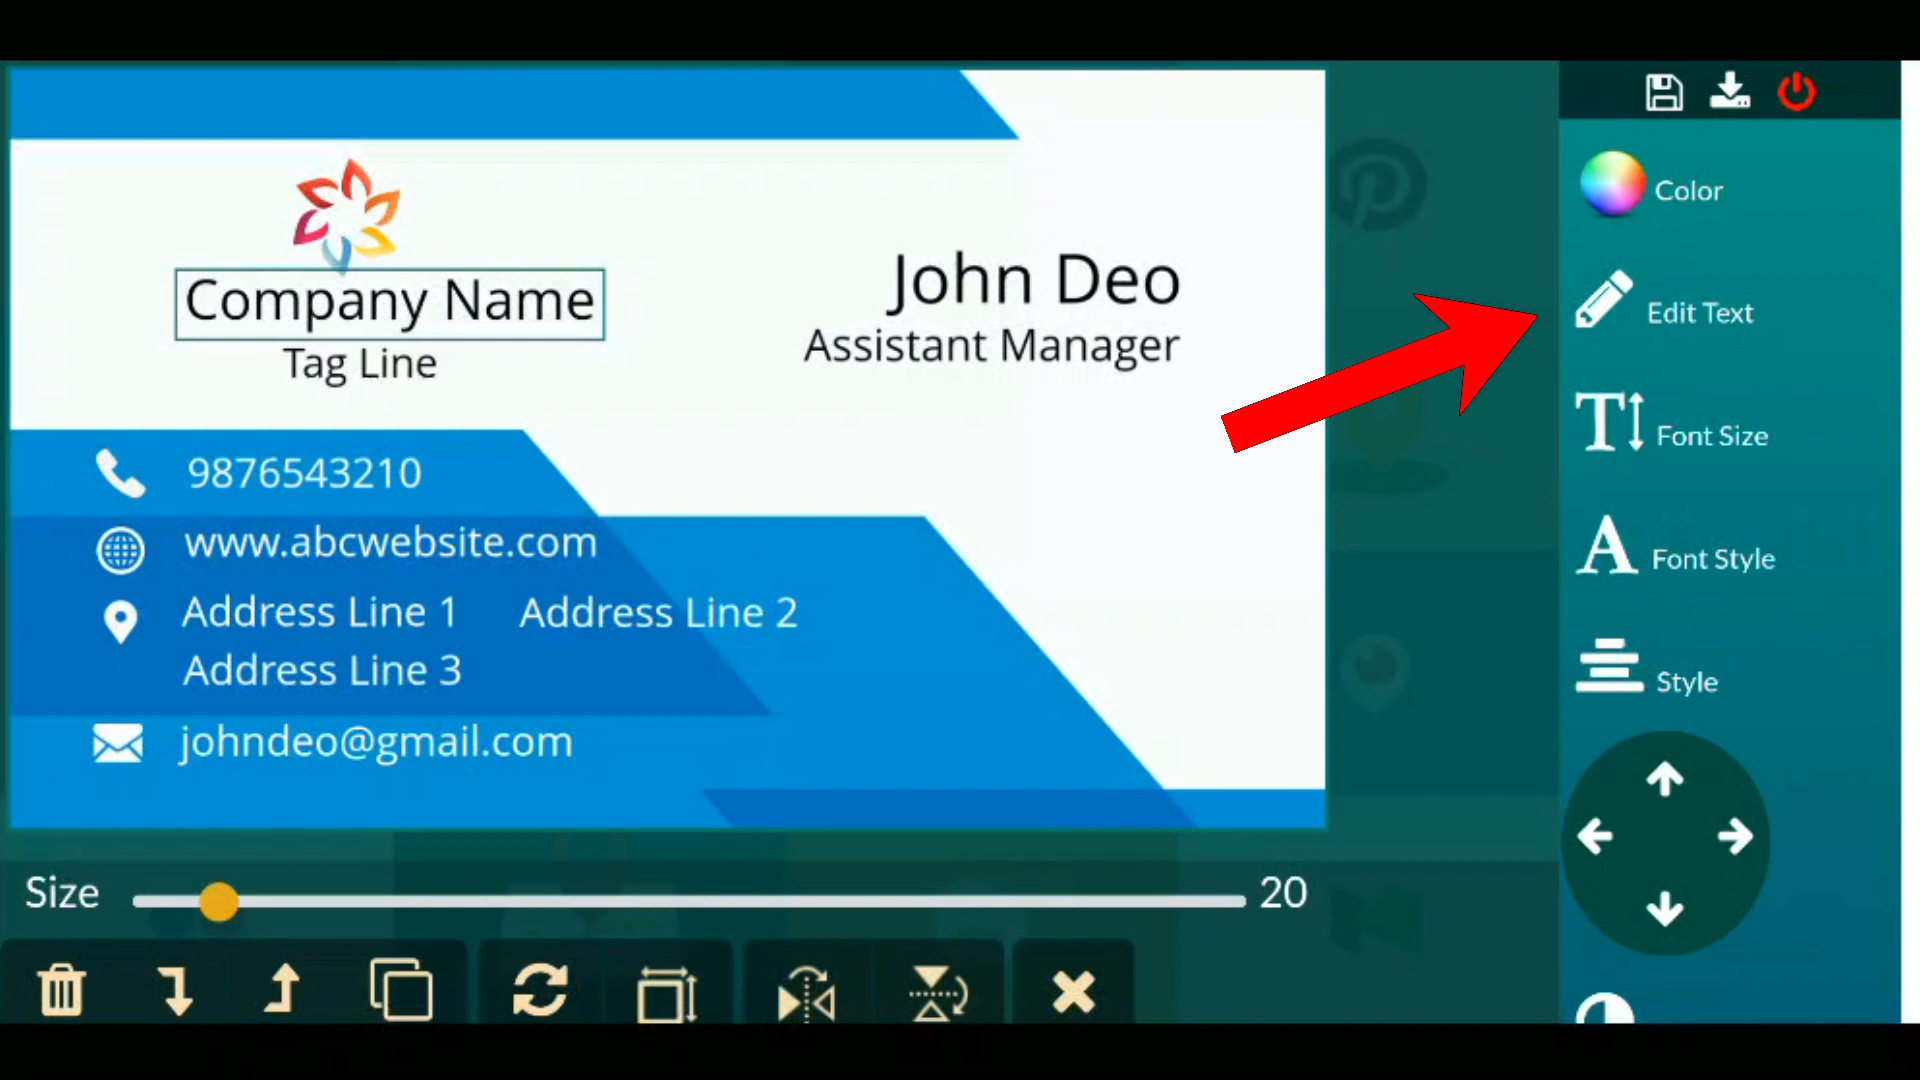 Company Name
Tag Line
John Deo
Assistant Manager
9876543210
www.abcwebsite.com
Address Line 1
Address Line 2
Address Line 3
johndeo@gmail.com
Size
20
Color
Edit Text
Font Size
Font Style
Style